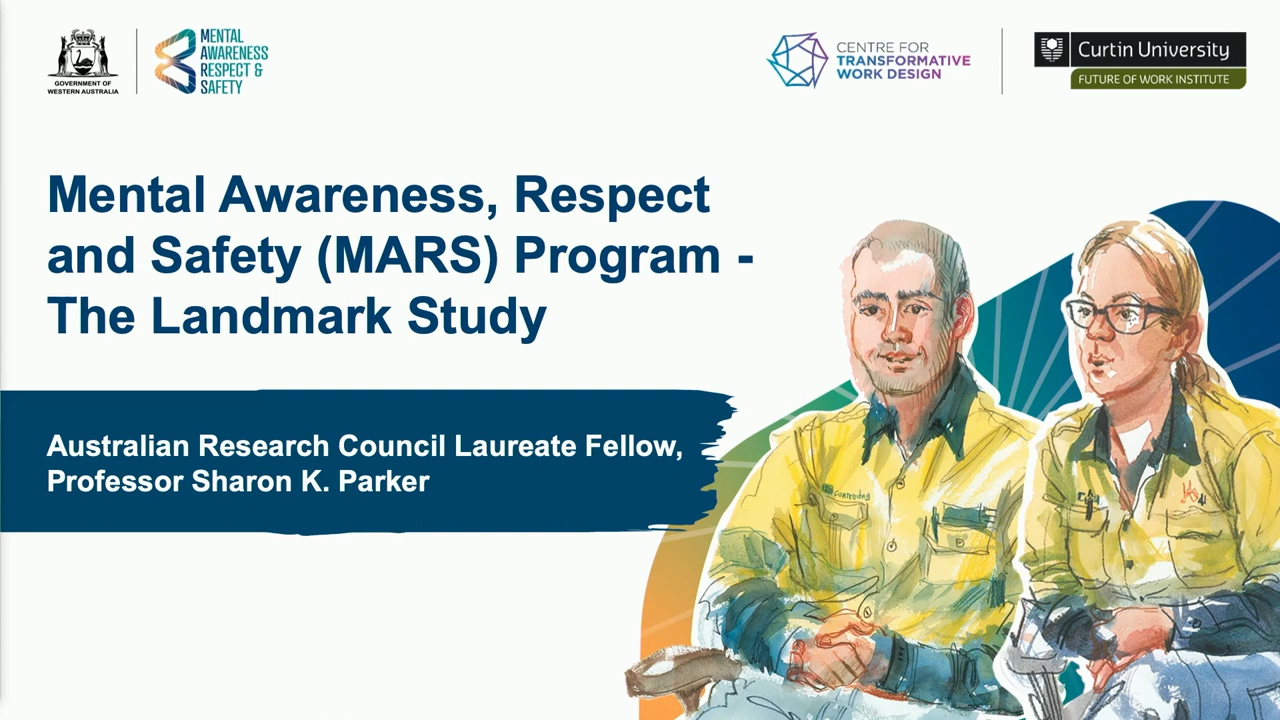 GOVERNMENT OF
WESTERN AUSTRALIA
MENTAL
AWARENESS
RESPECT &
SAFETY
CENTRE FOR
TRANSFORMATIVE
WORK DESIGN
Curtin University
FUTURE OF WORK INSTITUTE
Mental Awareness, Respect
and Safety (MARS) Program -
The Landmark Study
Australian Research Council Laureate Fellow,
Professor Sharon K. Parker